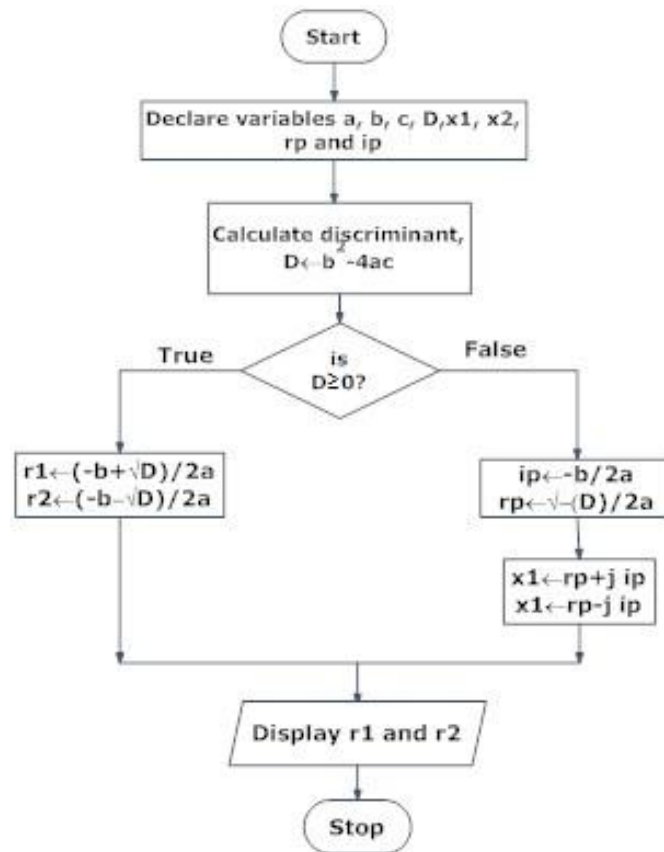 Start
Declare variables a, b, c, D,x1, x2,
rp and ip
Calculate discriminant,
D←b²-4ac
is
D≥0?
True
False
r1←(-b+√D)/2a
r2←(-b-√D)/2a
ip←-b/2a
rp←√-(D)/2a
x1←rp+j ip
x1←rp-j ip
Display r1 and r2
Stop